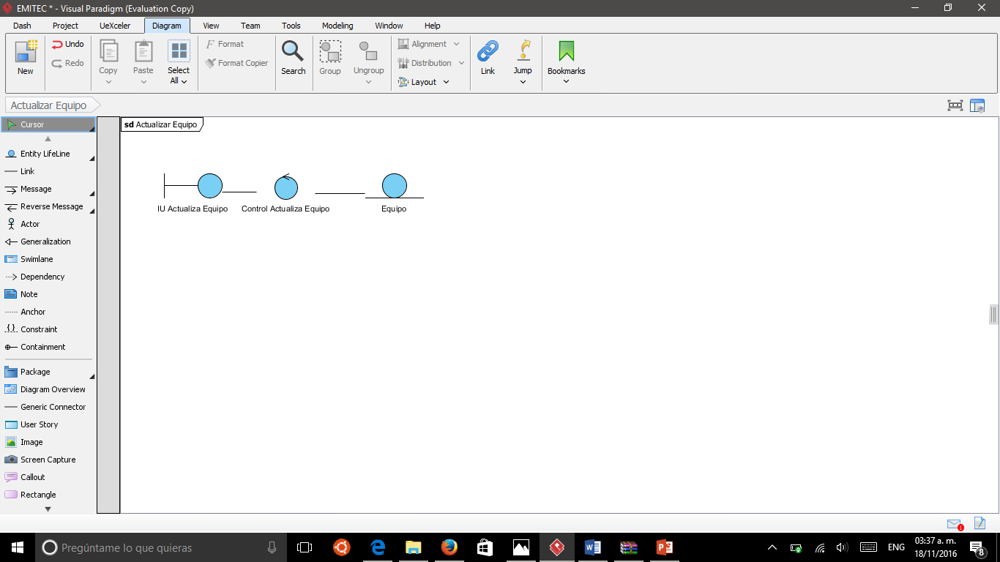 EMITEC * - Visual Paradigm (Evaluation Copy)
Dash Project UeXceler Diagram View Team Tools Modeling Window Help
New
Copy
Paste
Select
All
Undo
Redo
Format
Format Copier
Search
Group
Ungroup
Alignment
Distribution
Layout
Link
Jump
Bookmarks
Actualizar Equipo
Cursor
Entity LifeLine
Link
Message
Reverse Message
Actor
Generalization
Swimlane
Dependency
Note
Anchor
Constraint
Containment
Package
Diagram Overview
Generic Connector
User Story
Image
Screen Capture
Callout
Rectangle
sd Actualizar Equipo
IU Actualiza Equipo
Control Actualiza Equipo
Equipo
1
Pregúntame lo que quieras
ENG
03:37 a. m.
18/11/2016
8